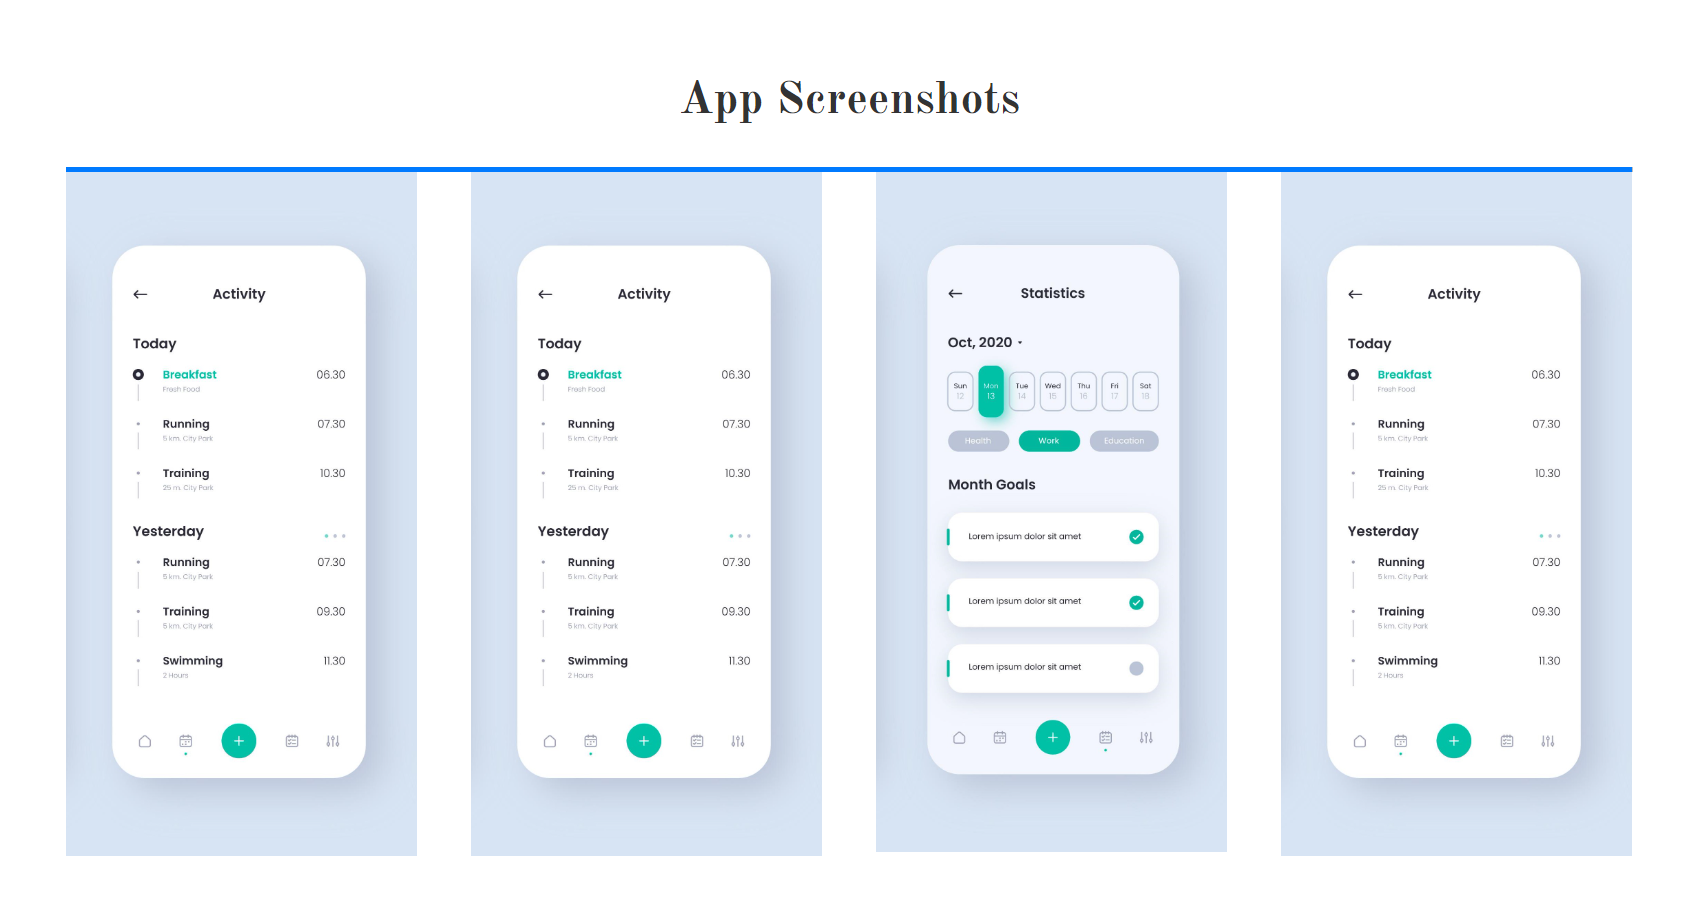 App Screenshots
Activity
Today
Breakfast 06.30
Fresh Food
Running 07.30
5 km. City Park
Training 10.30
25 m. City Park
Yesterday
Running 07.30
5 km. City Park
Training 09.30
5 km. City Park
Swimming 11.30
2 Hours
Activity
Today
Breakfast 06.30
Fresh Food
Running 07.30
5 km. City Park
Training 10.30
25 m. City Park
Yesterday
Running 07.30
5 km. City Park
Training 09.30
5 km. City Park
Swimming 11.30
2 Hours
Statistics
Oct, 2020
Sun Mon Tue Wed Thu Fri Sat
12 13 14 15 16 17 18
Health Work Education
Month Goals
Lorem ipsum dolor sit amet
Lorem ipsum dolor sit amet
Lorem ipsum dolor sit amet
Activity
Today
Breakfast 06.30
Fresh Food
Running 07.30
5 km. City Park
Training 10.30
25 m. City Park
Yesterday
Running 07.30
5 km. City Park
Training 09.30
5 km. City Park
Swimming 11.30
2 Hours